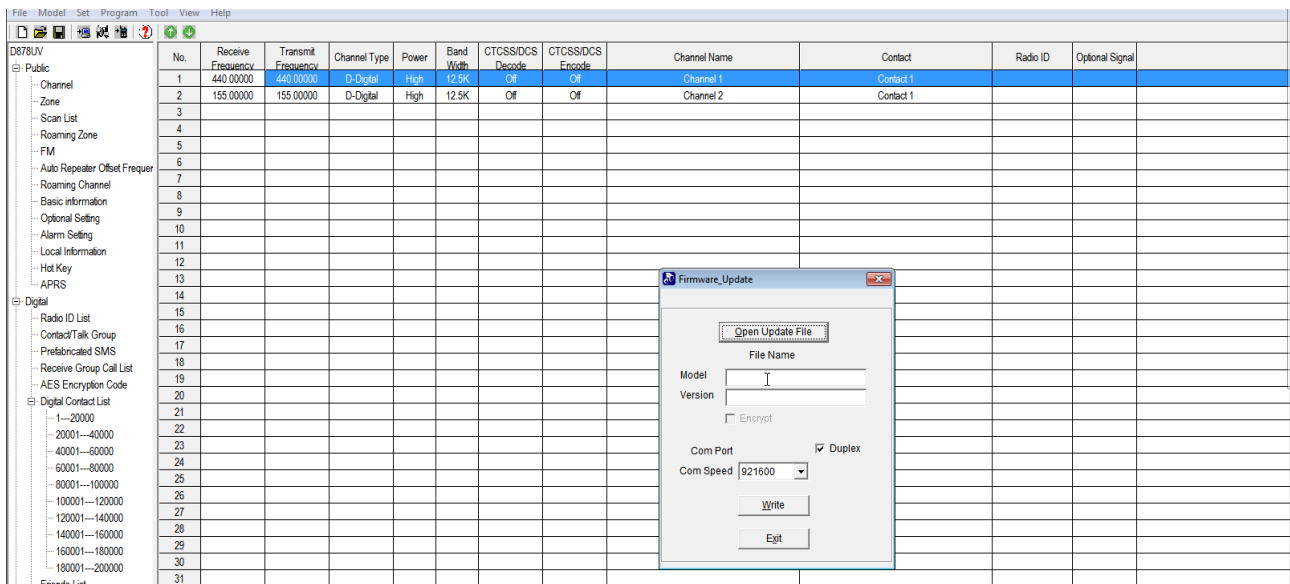 File Model Set Program Tool View Help
D878UV
Public
Channel
Zone
Scan List
Roaming Zone
FM
Auto Repeater Offset Frequer
Roaming Channel
Basic information
Optional Setting
Alarm Setting
Local Information
Hot Key
APRS
Digital
Radio ID List
Contact/Talk Group
Prefabricated SMS
Receive Group Call List
AES Encryption Code
Digital Contact List
1---20000
20001---40000
40001---60000
60001---80000
80001---100000
100001---120000
120001---140000
140001---160000
160001---180000
180001---200000
Friends List
No. Receive Frequency Transmit Frequency Channel Type Power Band Width CTCSS/DCS Decode CTCSS/DCS Encode Channel Name Contact Radio ID Optional Signal
1 440.00000 440.00000 D-Digital High 12.5K Off Off Channel 1 Contact 1
2 155.00000 155.00000 D-Digital High 12.5K Off Off Channel 2 Contact 1
3
4
5
6
7
8
9
10
11
12
13
14
15
16
17
18
19
20
21
22
23
24
25
26
27
28
29
30
31
Firmware_Update
Open Update File
File Name
Model
Version
Encrypt
Com Port
Duplex
Com Speed 921600
Write
Exit